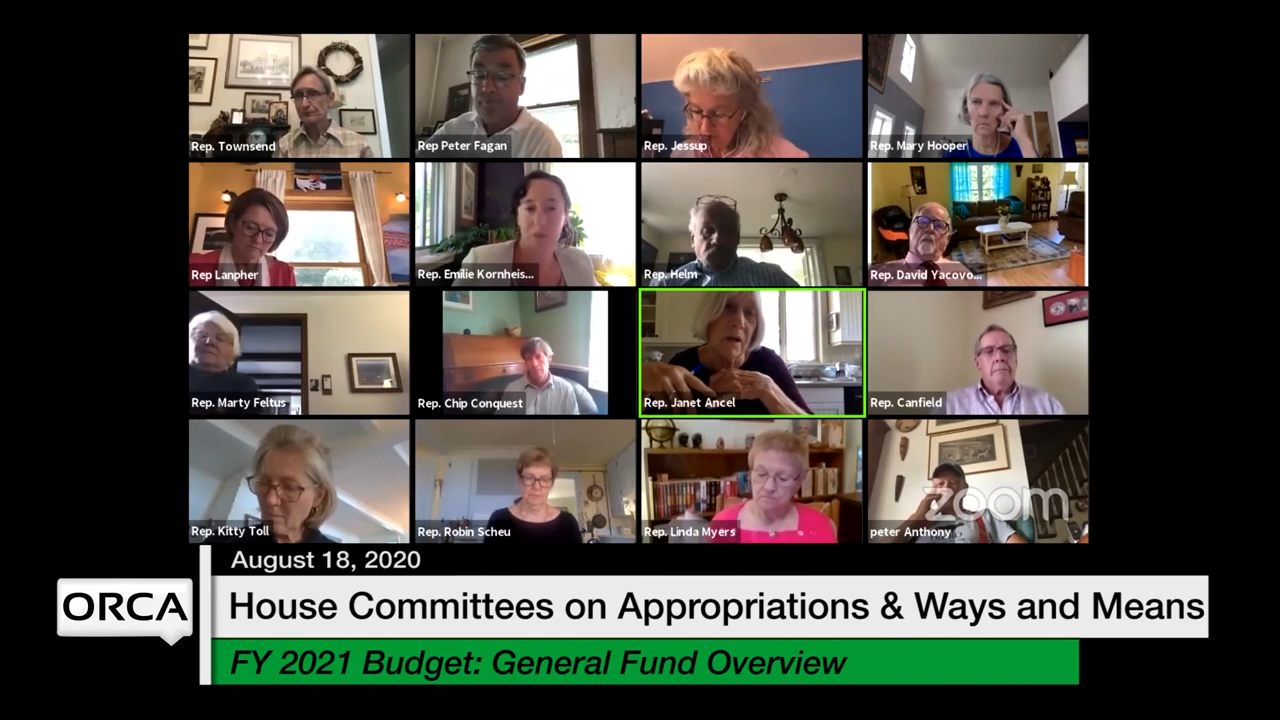 Rep. Townsend
Rep Peter Fagan
Rep. Jessup
Rep. Mary Hooper
Rep Lanpher
Rep. Emilie Kornheis...
Rep. Helm
Rep. David Yacovo...
Rep. Marty Feltus
Rep. Chip Conquest
Rep. Janet Ancel
Rep. Canfield
Rep. Kitty Toll
Rep. Robin Scheu
Rep. Linda Myers
peter Anthony
zoom
August 18, 2020
ORCA
House Committees on Appropriations & Ways and Means
FY 2021 Budget: General Fund Overview